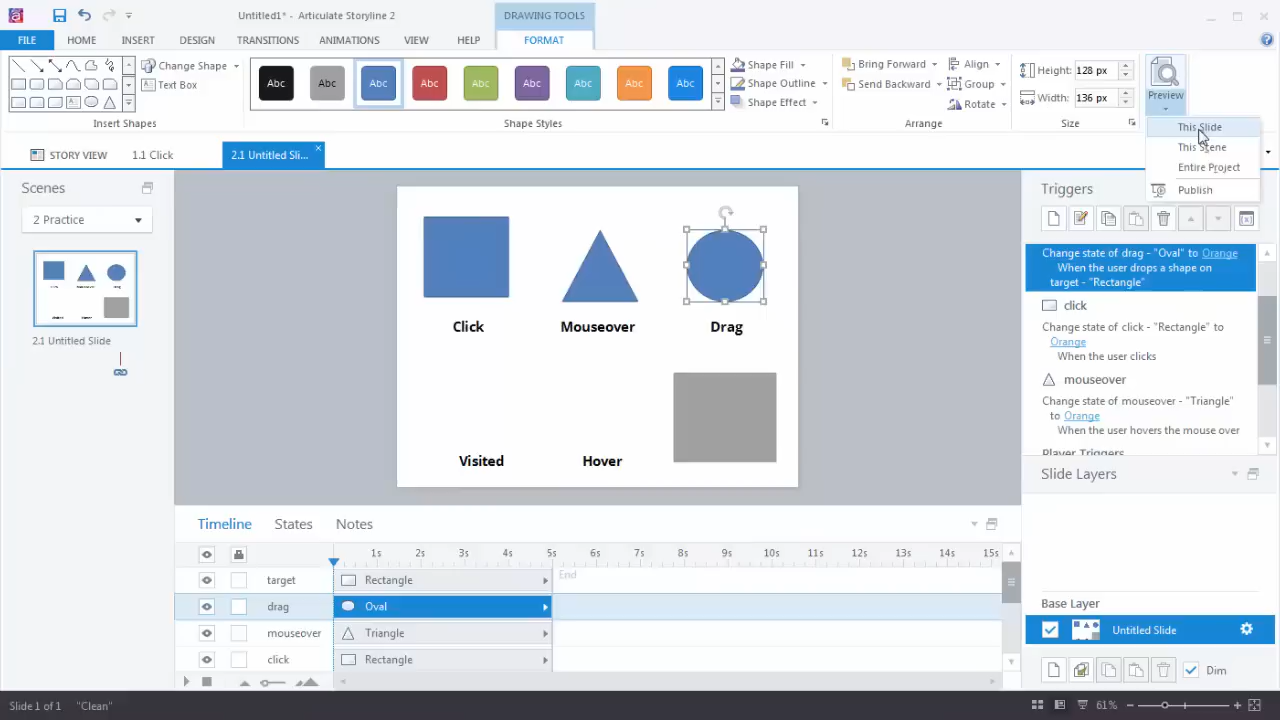 Untitled1* - Articulate Storyline 2
DRAWING TOOLS
FILE HOME INSERT DESIGN TRANSITIONS ANIMATIONS VIEW HELP FORMAT
Change Shape
Text Box
Insert Shapes
Abc Abc Abc Abc Abc Abc Abc Abc Abc
Shape Styles
Shape Fill
Shape Outline
Shape Effect
Bring Forward
Send Backward
Align
Group
Rotate
Arrange
Height: 128 px
Width: 136 px
Size
Preview
This Slide
This Scene
Entire Project
Publish
STORY VIEW 1.1 Click 2.1 Untitled Sli...
Scenes
2 Practice
2.1 Untitled Slide
Click Mouseover Drag
Visited Hover
Triggers
Change state of drag - "Oval" to Orange
When the user drops a shape on
target - "Rectangle"
click
Change state of click - "Rectangle" to
Orange
When the user clicks
mouseover
Change state of mouseover - "Triangle"
to Orange
When the user hovers the mouse over
Player Triggers
Slide Layers
Base Layer
Untitled Slide
Dim
Timeline States Notes
1s 2s 3s 4s 5s 6s 7s 8s 9s 10s 11s 12s 13s 14s 15s
target Rectangle End
drag Oval
mouseover Triangle
click Rectangle
Slide 1 of 1 "Clean" 61%